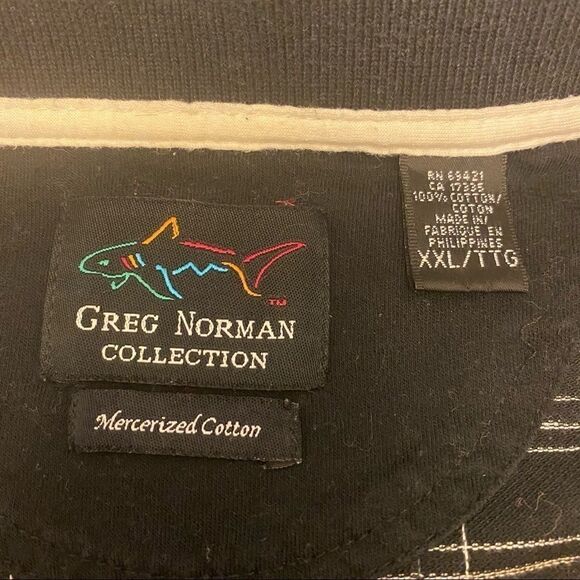 RN 69421
CA 17335
100% COTTON/
COTON
MADE IN/
FABRIQUE EN
PHILIPPINES
XXL/TTG
TM
GREG NORMAN
COLLECTION
Mercerized Cotton